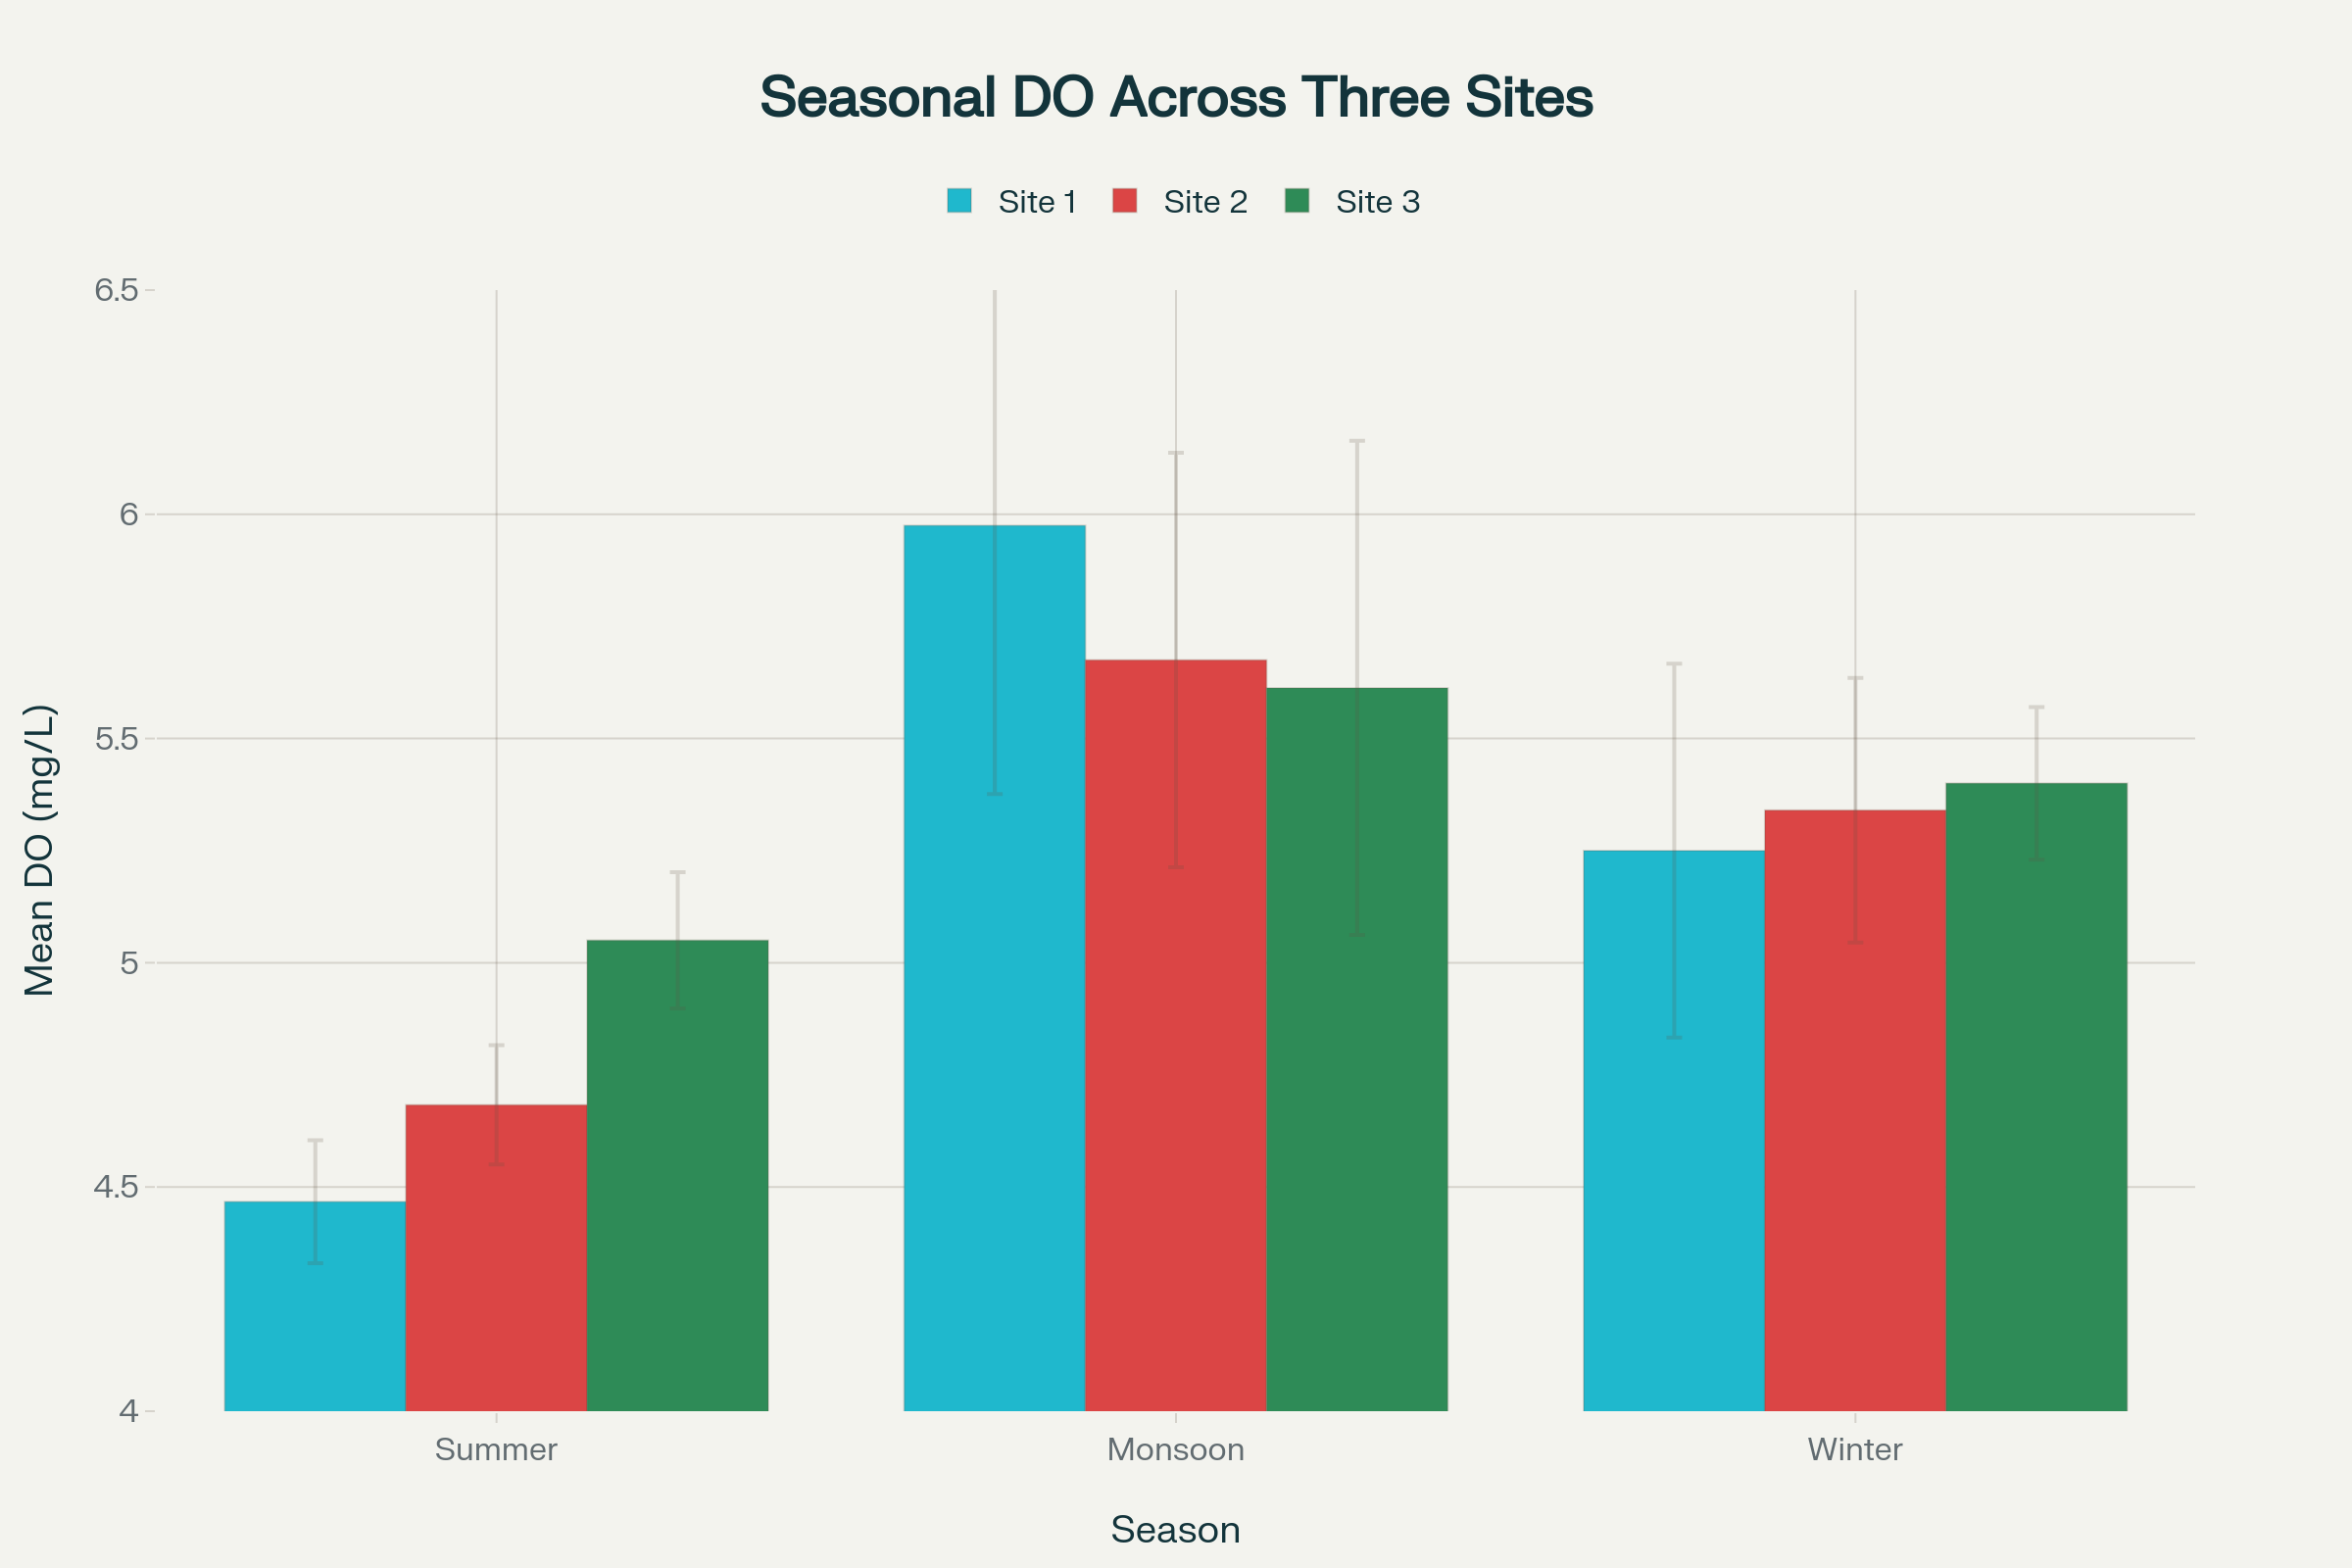 Seasonal DO Across Three Sites
Site 1 Site 2 Site 3
6.5
6
5.5
5
4.5
4
Mean DO (mg/L)
Summer Monsoon Winter
Season